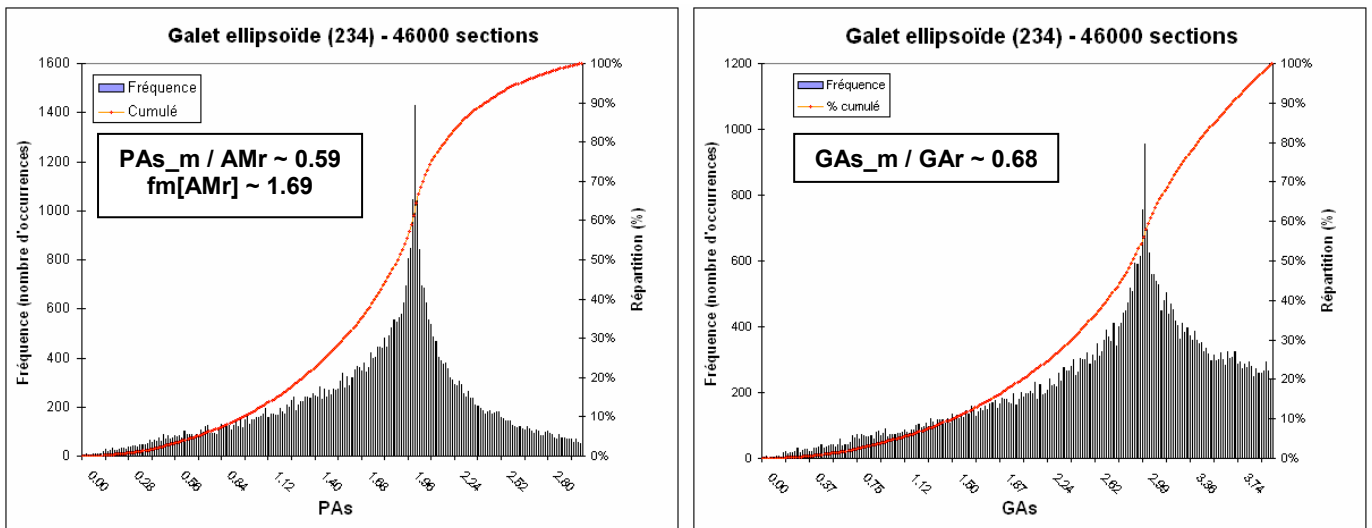 Galet ellipsoïde (234) - 46000 sections
1600
1400
1200
1000
800
600
400
200
0
Fréquence (nombre d'occurrences)
Fréquence
Cumulé
PAs_m / AMr ~ 0.59
fm[AMr] ~ 1.69
100%
90%
80%
70%
60%
50%
40%
30%
20%
10%
0%
Répartition (%)
0.00 0.28 0.56 0.84 1.12 1.40 1.68 1.96 2.24 2.52 2.80
PAs
Galet ellipsoïde (234) - 46000 sections
1200
1000
800
600
400
200
0
Fréquence (nombre d'occurrences)
Fréquence
% cumulé
GAs_m / GAr ~ 0.68
100%
90%
80%
70%
60%
50%
40%
30%
20%
10%
0%
Répartition (%)
0.00 0.37 0.75 1.12 1.50 1.87 2.24 2.62 2.99 3.36 3.74
GAs